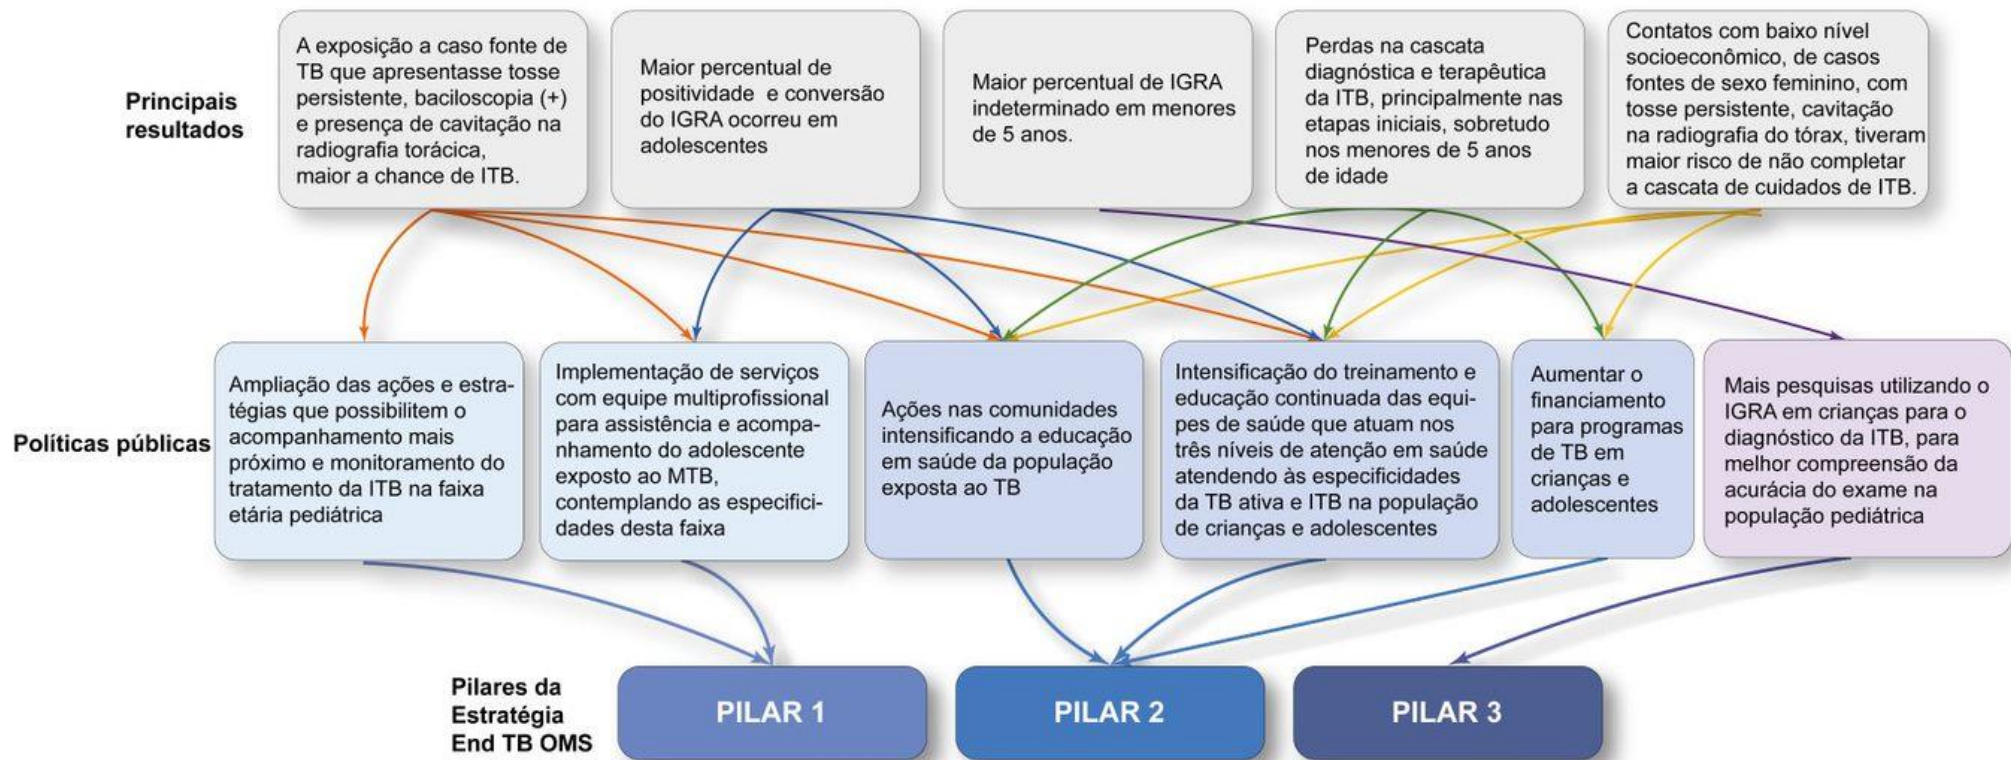 Principais
resultados
A exposição a caso fonte de
TB que apresentasse tosse
persistente, baciloscopia (+)
e presença de cavitação na
radiografia torácica,
maior a chance de ITB.
Maior percentual de
positividade e conversão
do IGRA ocorreu em
adolescentes
Maior percentual de IGRA
indeterminado em menores
de 5 anos.
Perdas na cascata
diagnóstica e terapêutica
da ITB, principalmente nas
etapas iniciais, sobretudo
nos menores de 5 anos
de idade
Contatos com baixo nível
socioeconômico, de casos
fontes de sexo feminino, com
tosse persistente, cavitação
na radiografia do tórax, tiveram
maior risco de não completar
a cascata de cuidados de ITB.
Políticas públicas
Ampliação das ações e estra-
tégias que possibilitem o
acompanhamento mais
próximo e monitoramento do
tratamento da ITB na faixa
etária pediátrica
Implementação de serviços
com equipe multiprofissional
para assistência e acompa-
nhamento do adolescente
exposto ao MTB,
contemplando as especifici-
dades desta faixa
Ações nas comunidades
intensificando a educação
em saúde da população
exposta ao TB
Intensificação do treinamento e
educação continuada das equi-
pes de saúde que atuam nos
três níveis de atenção em saúde
atendendo às especificidades
da TB ativa e ITB na população
de crianças e adolescentes
Aumentar o
financiamento
para programas
de TB em
crianças e
adolescentes
Mais pesquisas utilizando o
IGRA em crianças para o
diagnóstico da ITB, para
melhor compreensão da
acurácia do exame na
população pediátrica
Pilares da
Estratégia
End TB OMS
PILAR 1
PILAR 2
PILAR 3